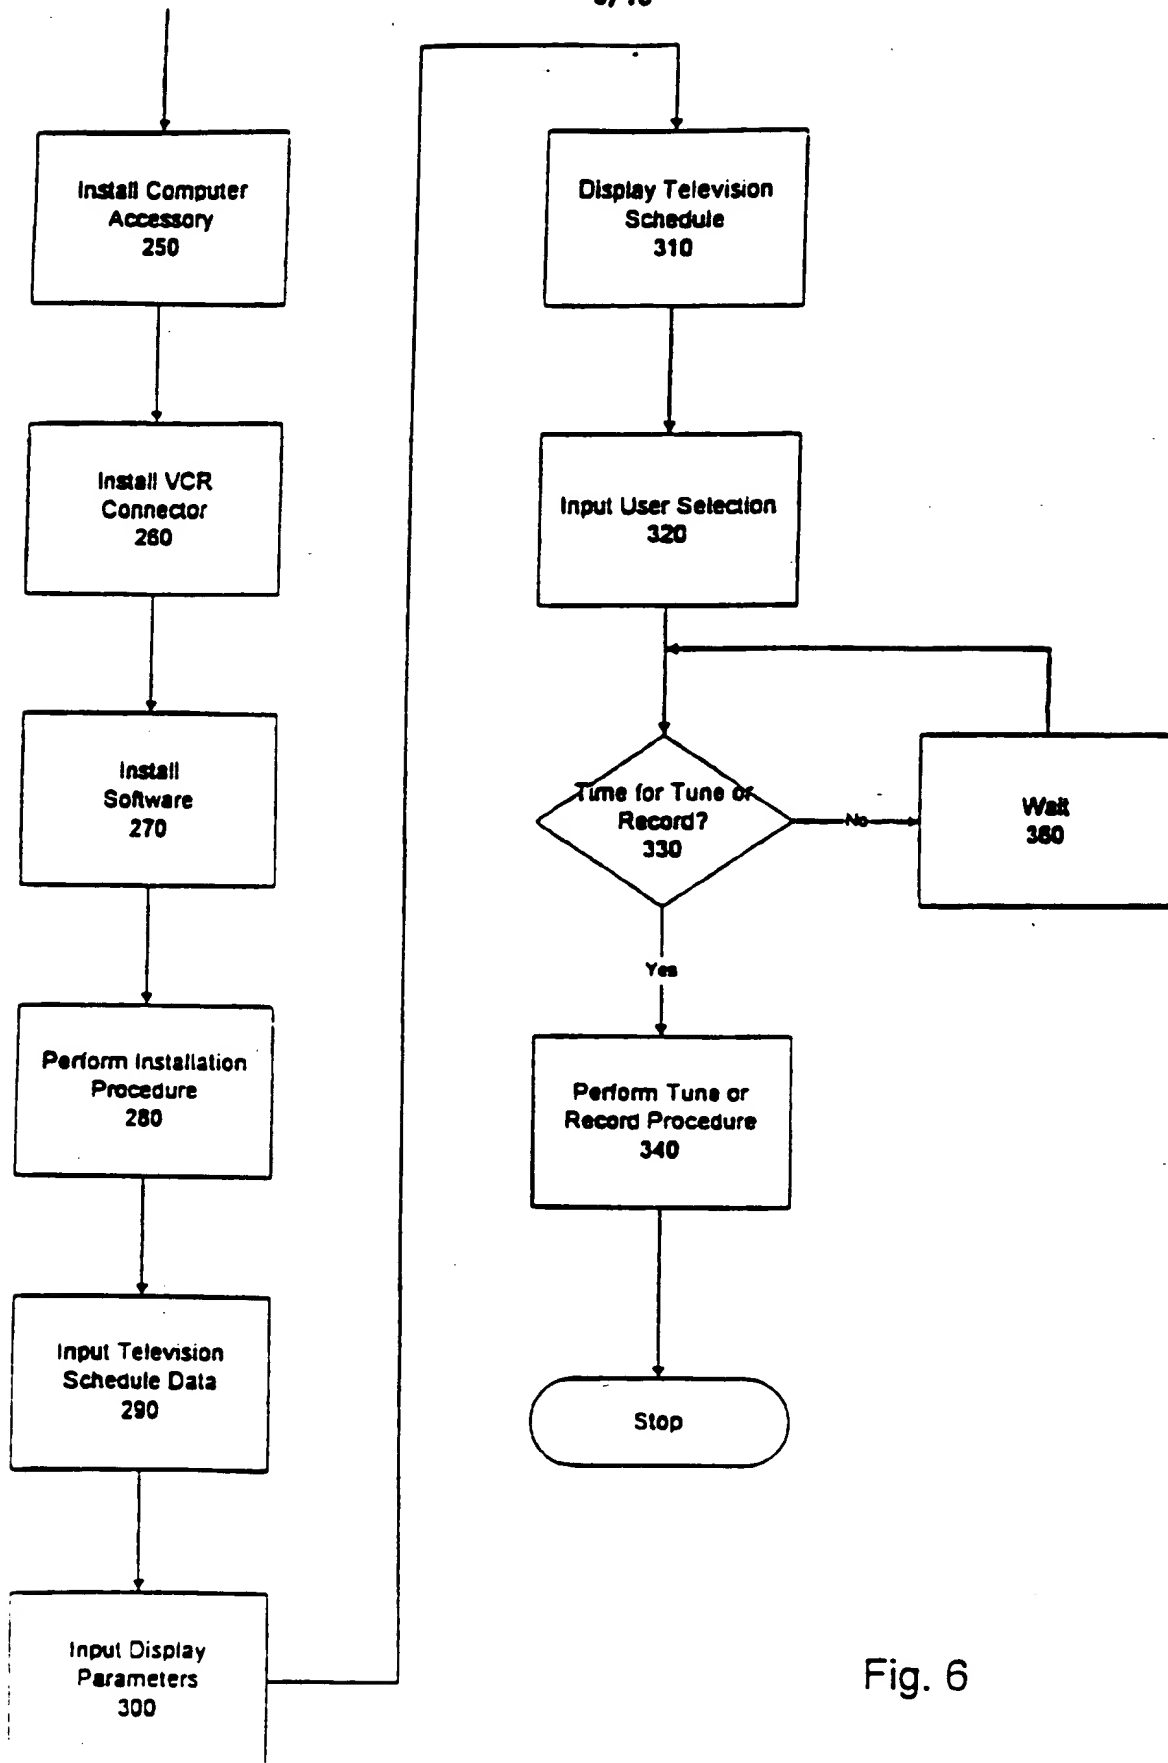 Install Computer
Accessory
250
Install VCR
Connector
260
Install
Software
270
Perform Installation
Procedure
280
Input Television
Schedule Data
290
Input Display
Parameters
300
Display Television
Schedule
310
Input User Selection
320
Time for Tune or
Record?
330
No
Wait
360
Yes
Perform Tune or
Record Procedure
340
Stop
Fig. 6